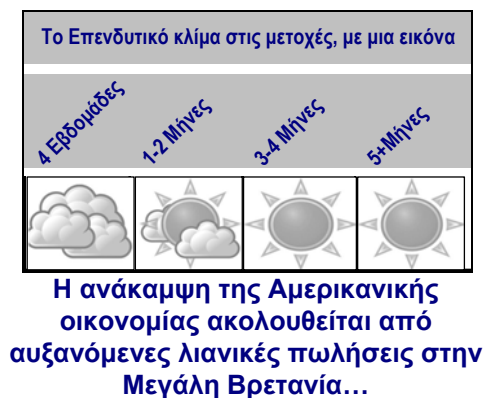 Το Επενδυτικό κλίμα στις μετοχές, με μια εικόνα
4 Εβδομάδες
1-2 Μήνες
3-4 Μήνες
5+Μήνες
Η ανάκαμψη της Αμερικανικής
οικονομίας ακολουθείται από
αυξανόμενες λιανικές πωλήσεις στην
Μεγάλη Βρετανία…